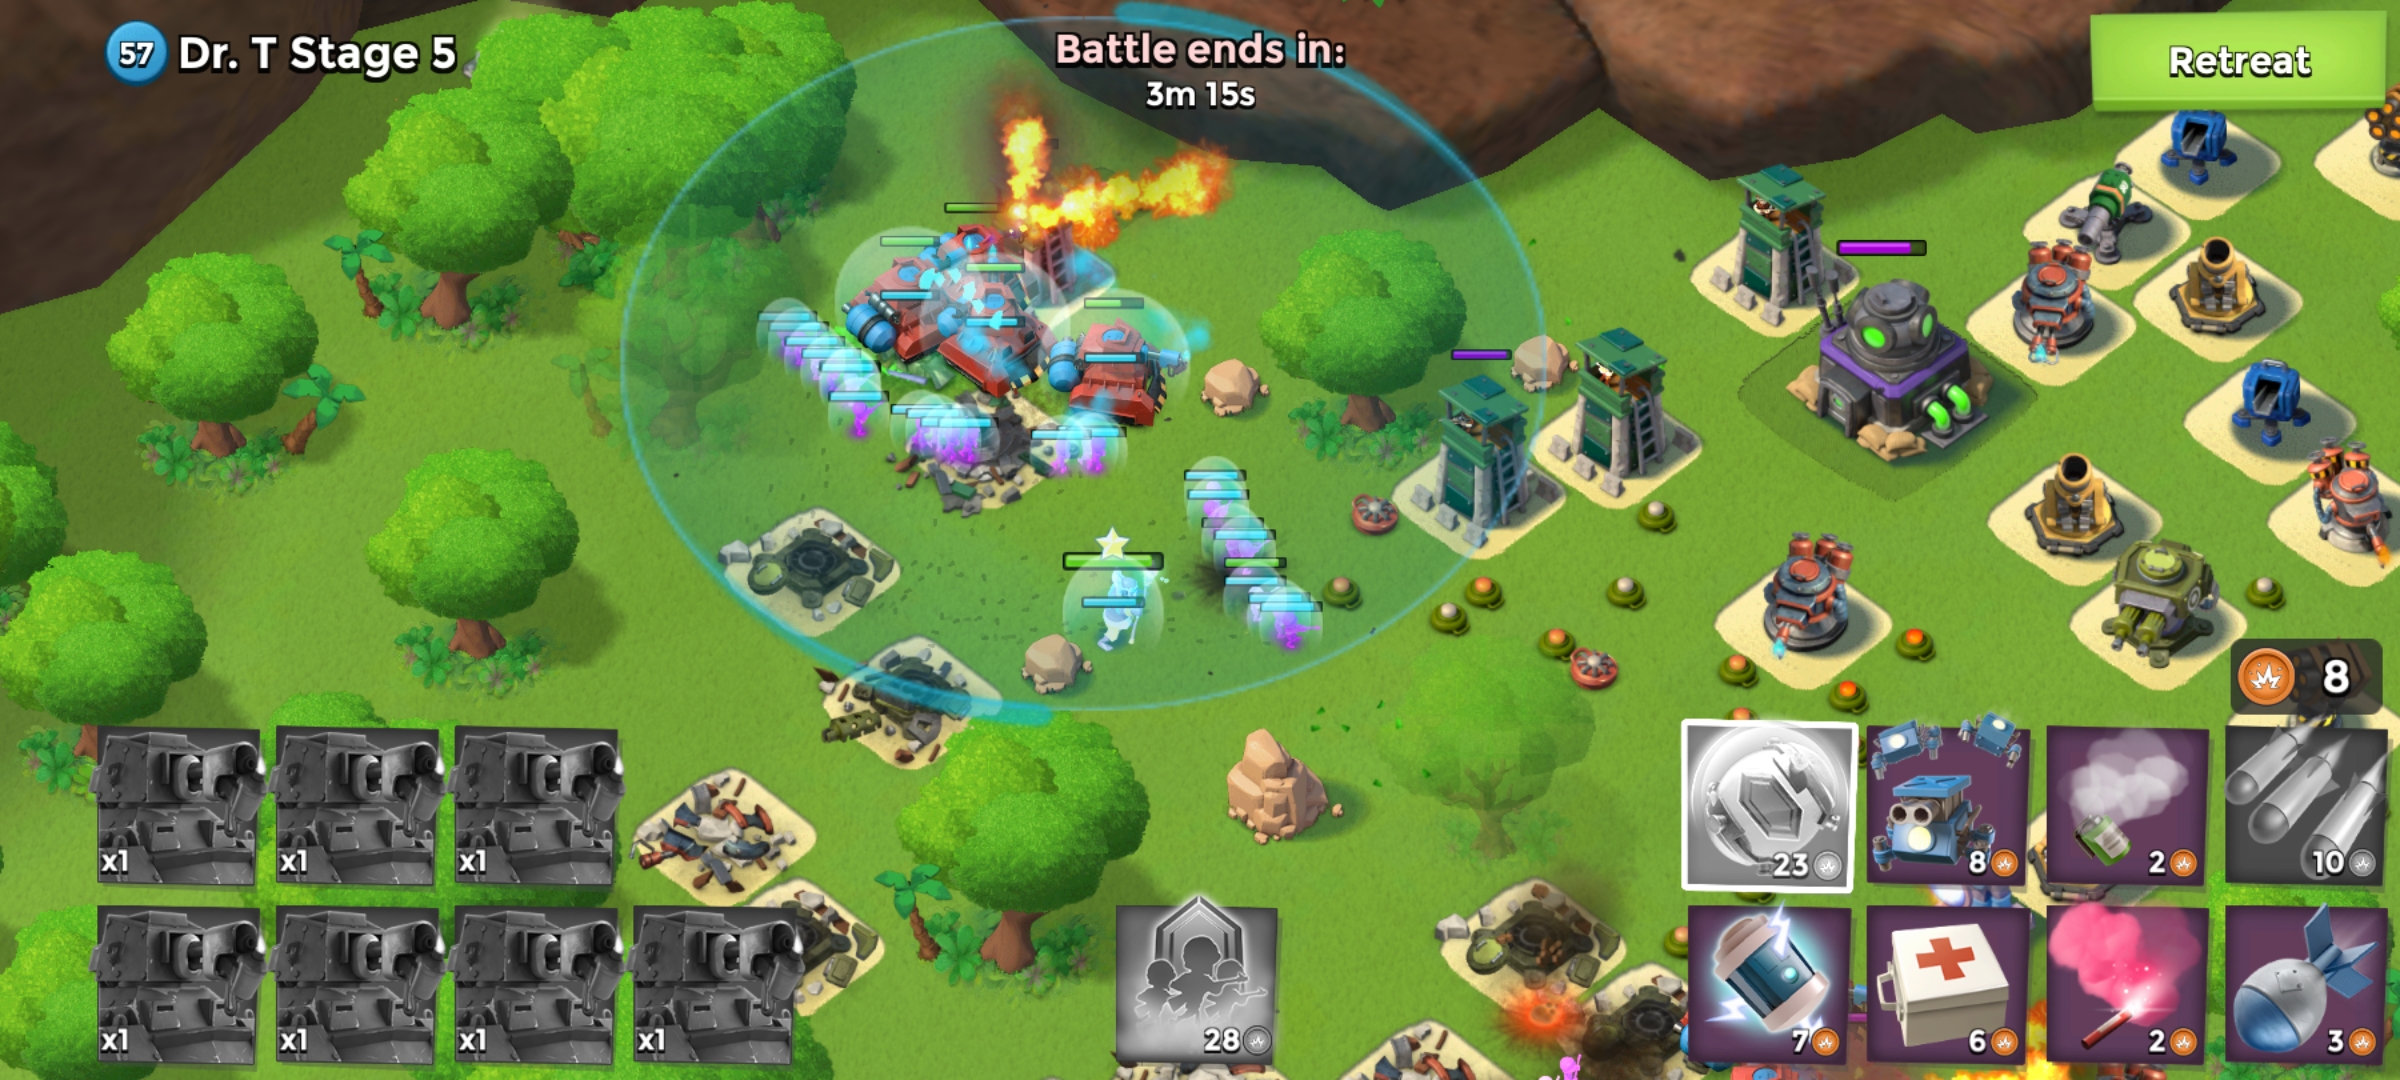 57 Dr. T Stage 5
Battle ends in:
3m 15s
Retreat
8
x1
x1
x1
23
8
2
10
x1
x1
x1
x1
28
7
6
2
3